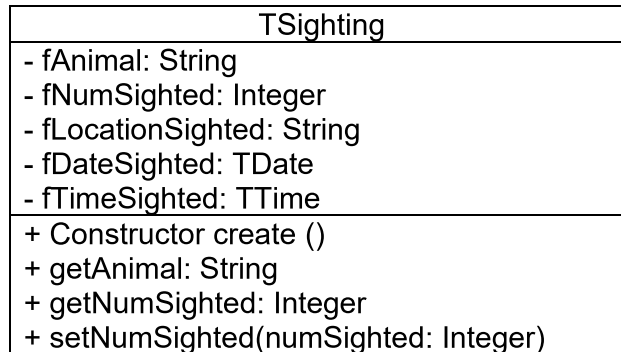 TSighting
- fAnimal: String
- fNumSighted: Integer
- fLocationSighted: String
- fDateSighted: TDate
- fTimeSighted: TTime
+ Constructor create ()
+ getAnimal: String
+ getNumSighted: Integer
+ setNumSighted(numSighted: Integer)